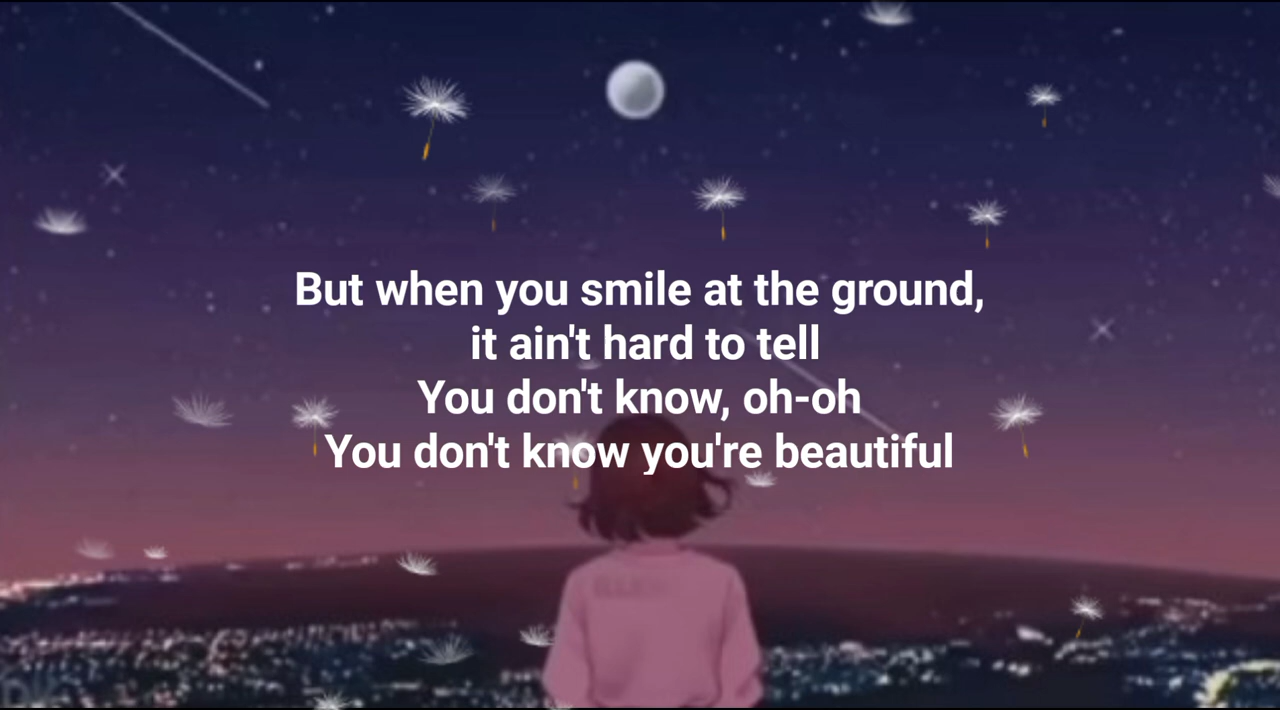 But when you smile at the ground,
it ain't hard to tell
You don't know, oh-oh
You don't know you're beautiful